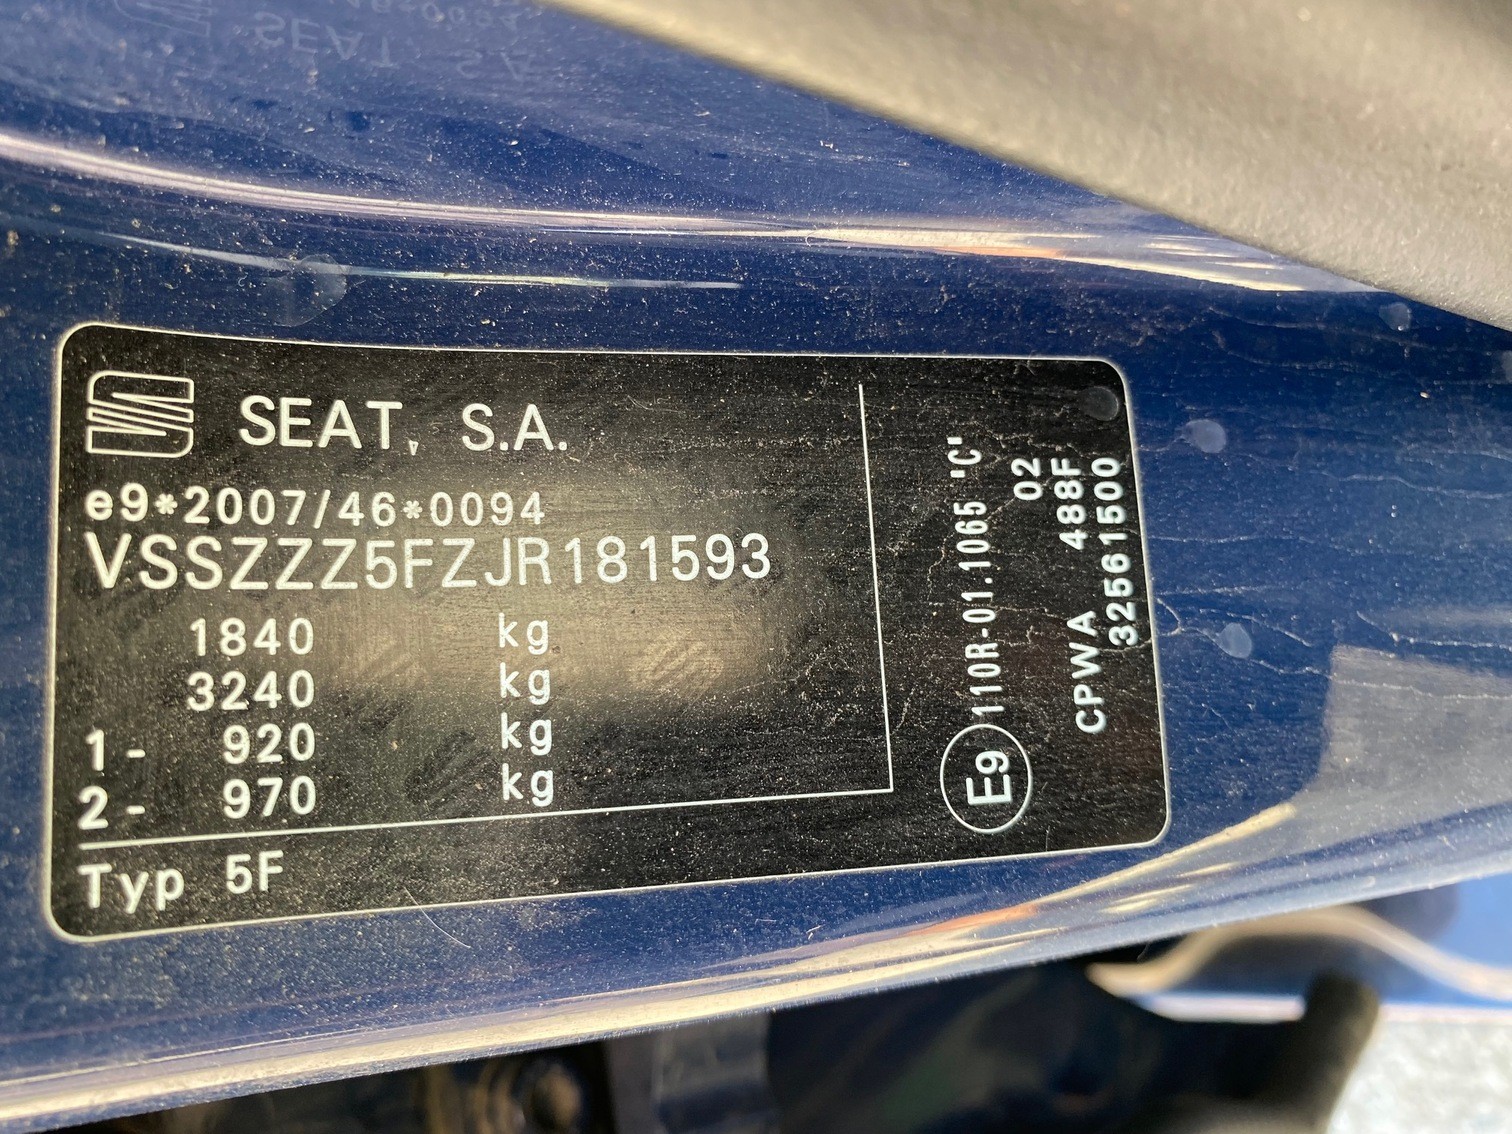 SEAT, S.A.
e9*2007/46*0094
VSSZZZ5FZJR181593
1840 kg
3240 kg
1- 920 kg
2- 970 kg
Typ 5F
E9 110R-01.1065 "C"
02
CPWA 488F
32561500
SEAT S.A